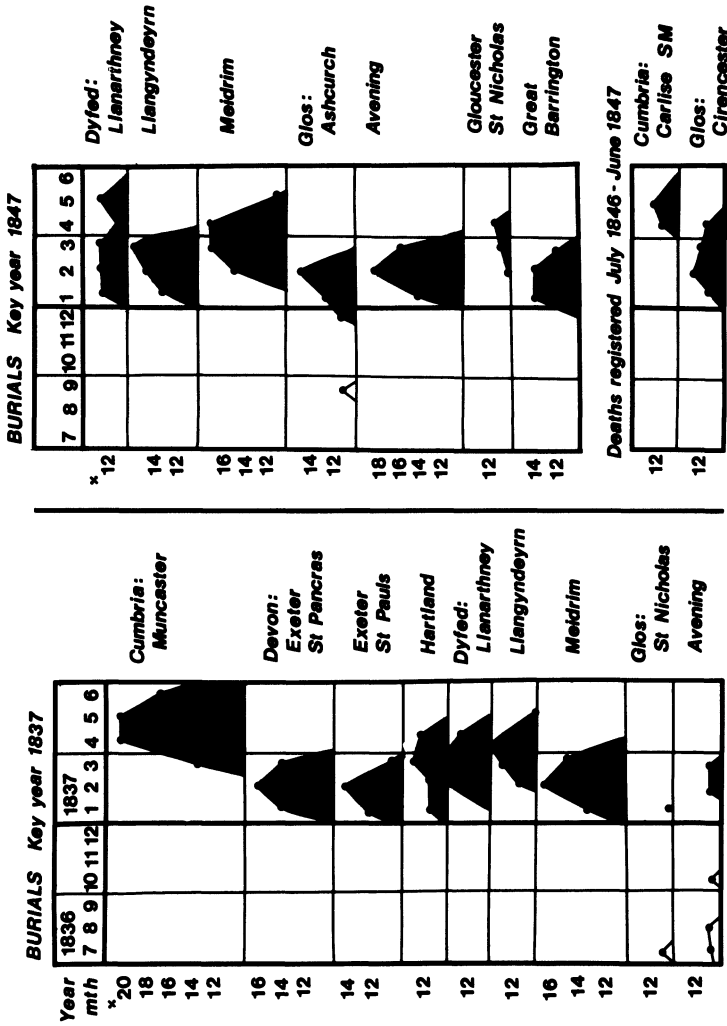 BURIALS Key year 1837
Year 1836 1837
mth 7 8 9 10 11 12 1 2 3 4 5 6
%
20
18
16
14
12
Cumbria:
Muncaster
16
14
12
Devon:
Exeter
St Pancras
14
12
Exeter
St Pauls
12
Hartland
12
Dyfed:
Llanarthney
12
Llangyndeyrn
16
14
12
Meidrim
12
Glos:
St Nicholas
12
Avening
BURIALS Key year 1847
7 8 9 10 11 12 1 2 3 4 5 6
%
12
Dyfed:
Llanarthney
14
12
Llangyndeyrn
16
14
12
Meidrim
14
12
Glos:
Ashcurch
18
16
14
12
Avening
12
Gloucester
St Nicholas
14
12
Great
Barrington
Deaths registered July 1846 - June 1847
12
Cumbria:
Carlise SM
12
Glos:
Cirencester